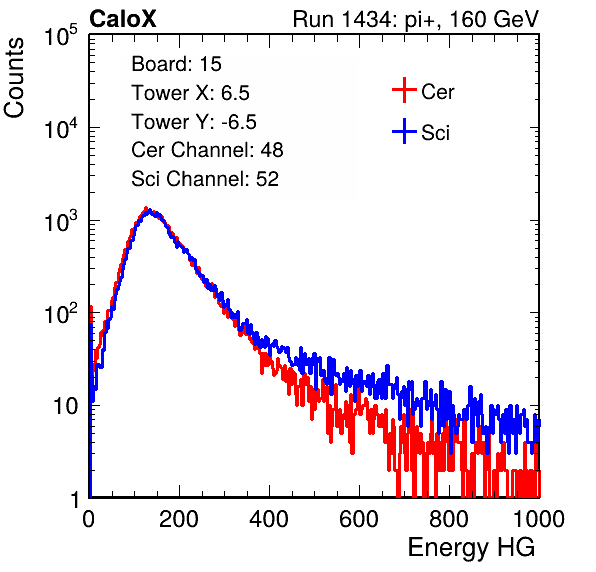 CaloX Run 1434: pi+, 160 GeV
Counts
Board: 15
Tower X: 6.5
Tower Y: -6.5
Cer Channel: 48
Sci Channel: 52
Cer
Sci
10^5
10^4
10^3
10^2
10
1
0 200 400 600 800 1000
Energy HG